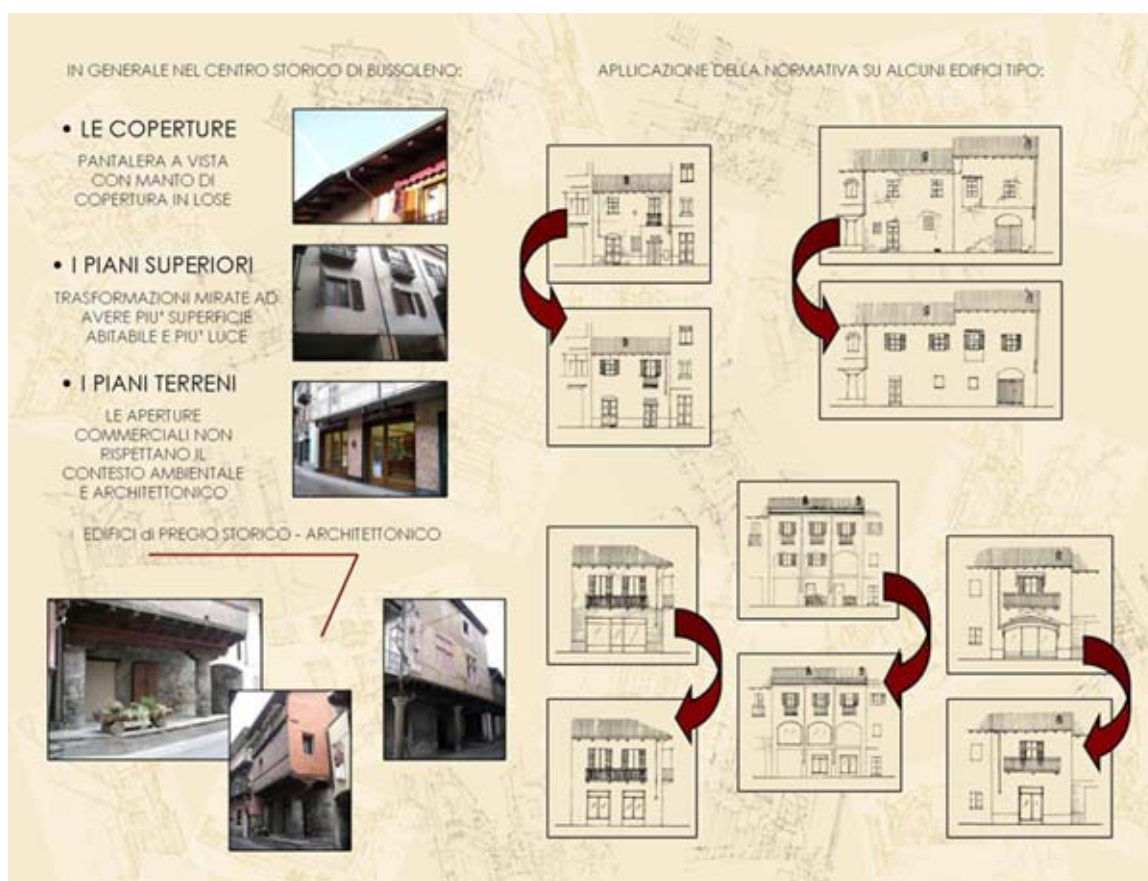 IN GENERALE NEL CENTRO STORICO DI BUSSOLENO:
• LE COPERTURE
PANTALERA A VISTA
CON MANTO DI
COPERTURA IN LOSE
• I PIANI SUPERIORI
TRASFORMAZIONI MIRATE AD
AVERE PIU' SUPERFICIE
ABITABILE E PIU' LUCE
• I PIANI TERRENI
LE APERTURE
COMMERCIALI NON
RISPETTANO IL
CONTESTO AMBIENTALE
E ARCHITETTONICO
EDIFICI di PREGIO STORICO - ARCHITETTONICO
APLLICAZIONE DELLA NORMATIVA SU ALCUNI EDIFICI TIPO: